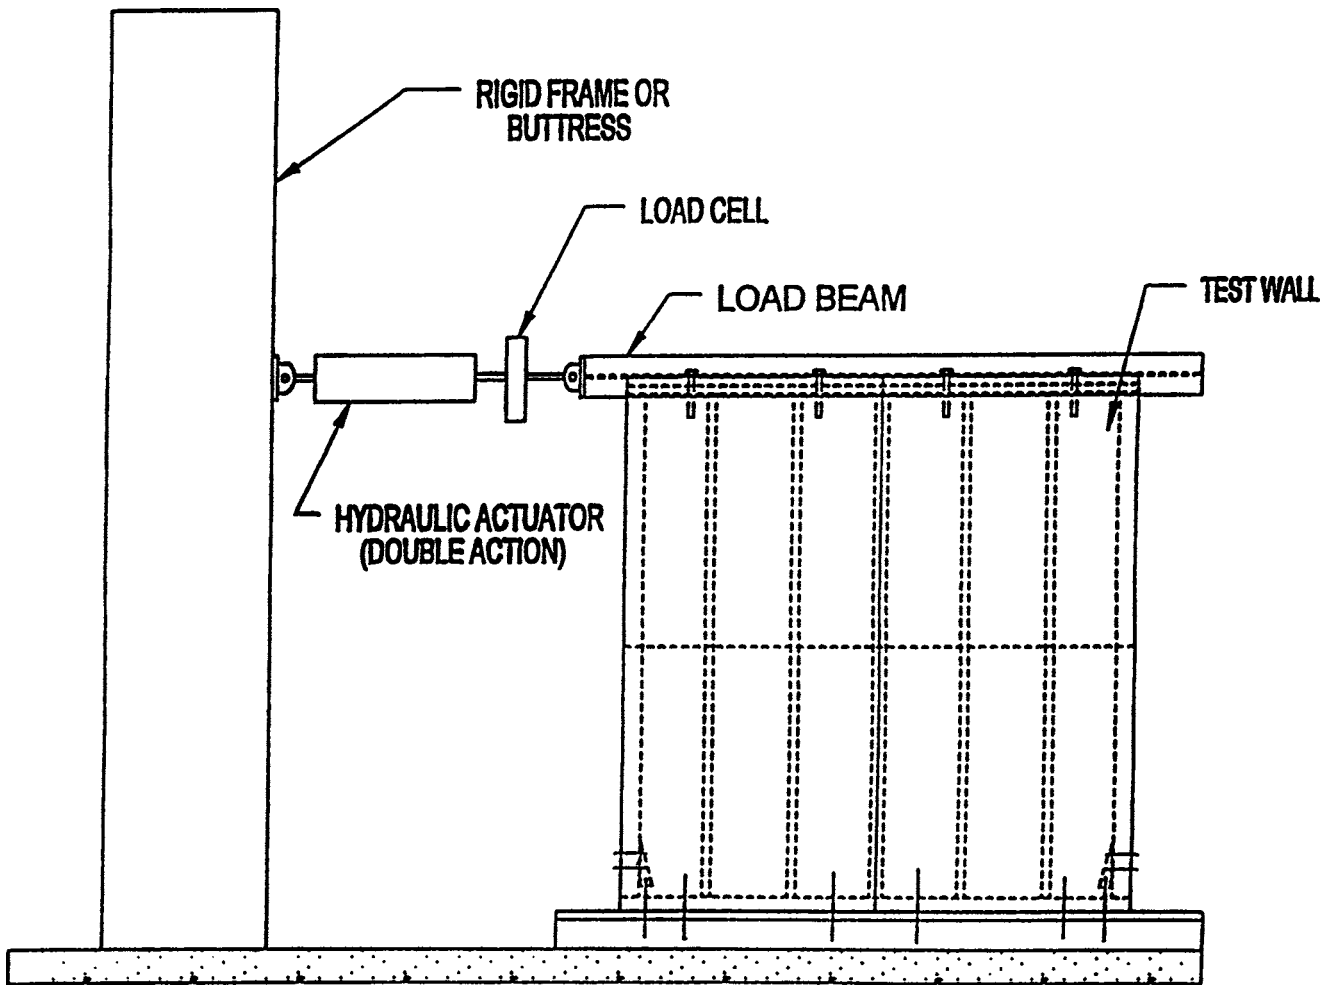 RIGID FRAME OR
BUTTRESS
LOAD CELL
LOAD BEAM
TEST WALL
HYDRAULIC ACTUATOR
(DOUBLE ACTION)